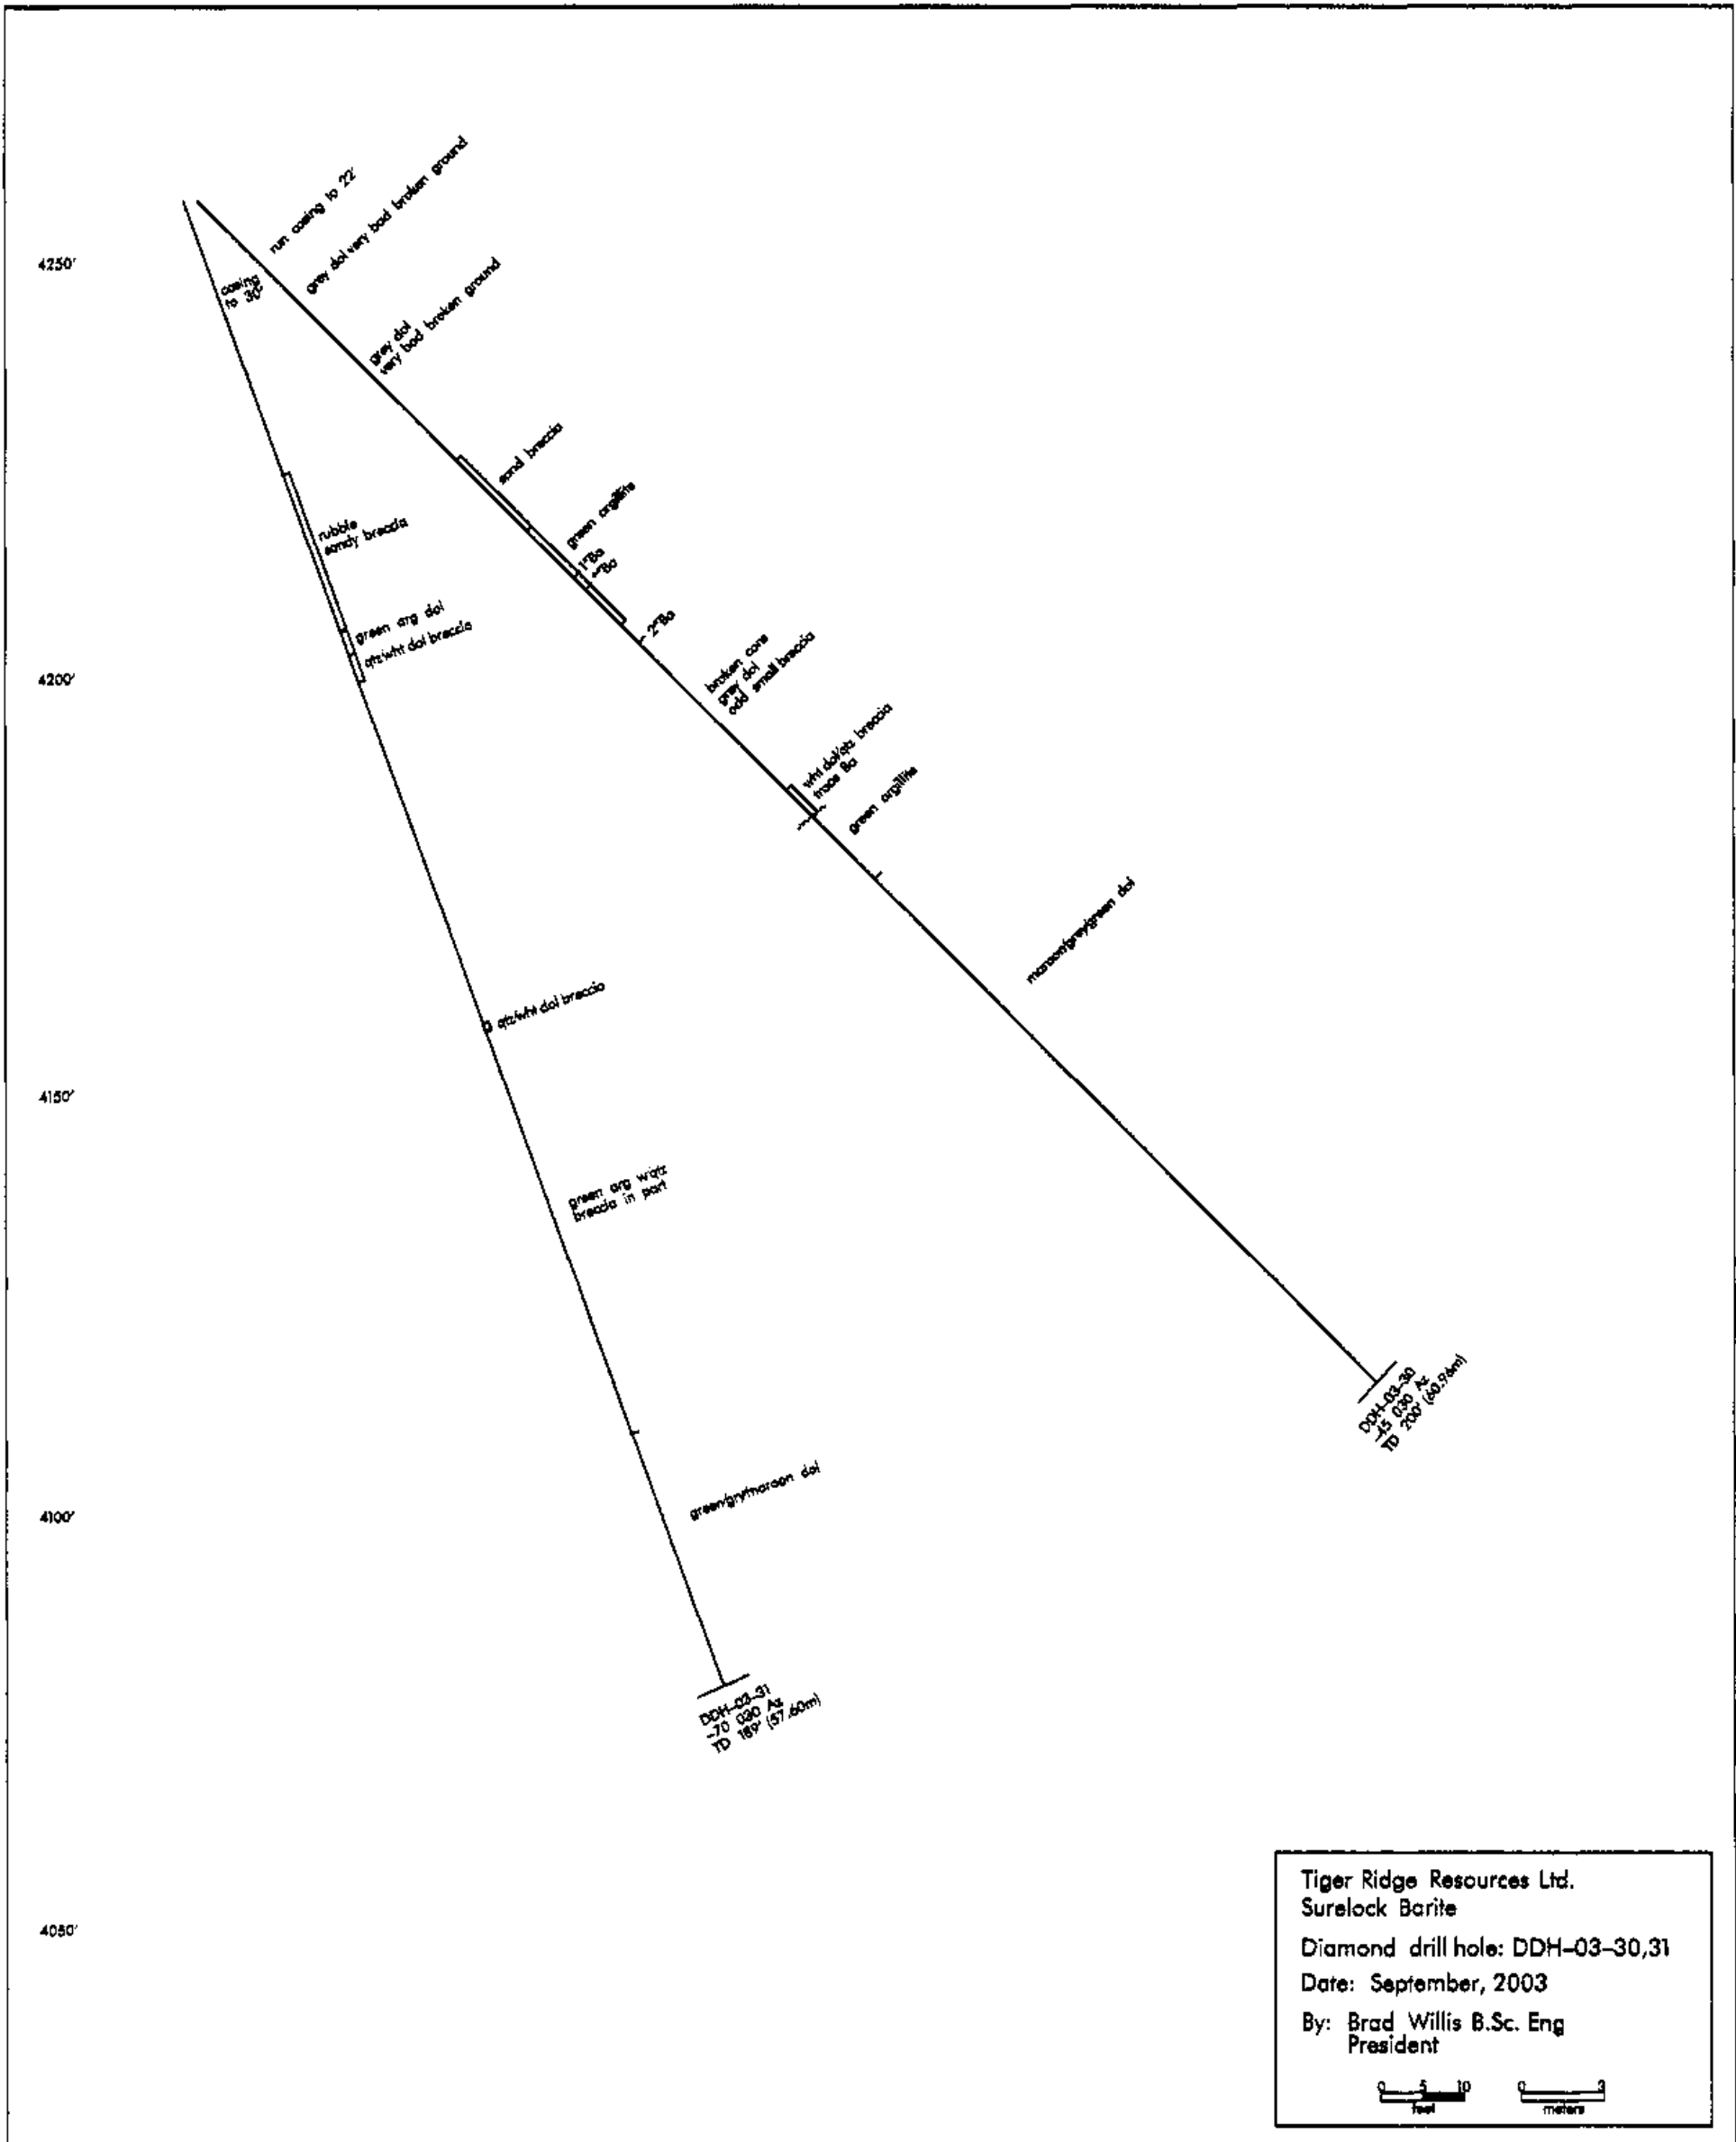 run casing to 22'
grey dol very bad broken ground
4250'
casing
to 30'
grey dol
very bad broken ground
sand breccia
green argillite
1"Ba
4"Ba
rubble
sandy breccia
2"Ba
green arg dol
qtz/wht dol breccia
broken core
grey dol
odd small breccia
4200'
wht dol/qtz breccia
trace Ba
green argillite
maroon/grey/green dol
qtz/wht dol breccia
4150'
green arg w/qtz
breccia in part
DDH-03-30
-45 030 Az
TD 200' (60.96m)
green/gry/maroon dol
4100'
DDH-03-31
-70 030 Az
TD 189' (57.60m)
4050'
Tiger Ridge Resources Ltd.
Surelock Barite
Diamond drill hole: DDH-03-30,31
Date: September, 2003
By: Brad Willis B.Sc. Eng
President
0 5 10
feet
0 3
meters